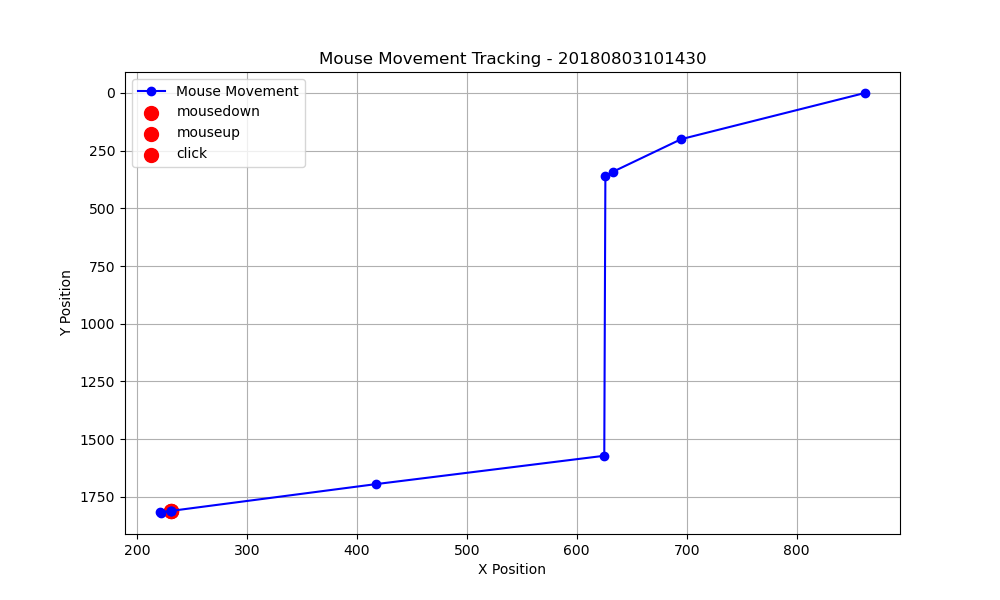 Mouse Movement Tracking - 20180803101430
Mouse Movement
mousedown
mouseup
click
0
250
500
750
1000
1250
1500
1750
Y Position
200 300 400 500 600 700 800
X Position